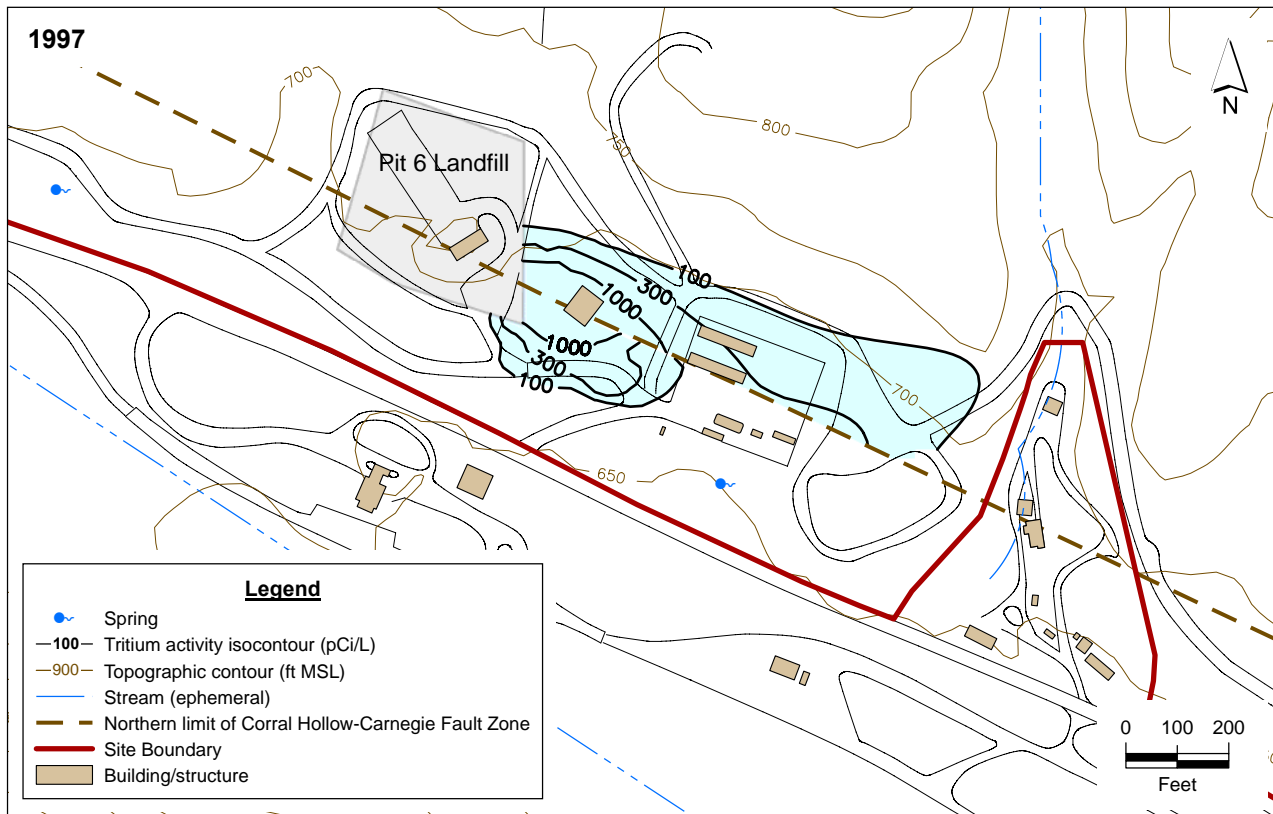 1997
700
N
800
750
Pit 6 Landfill
100
300
1000
1000
300
100
700
650
Legend
Spring
100 Tritium activity isocontour (pCi/L)
900 Topographic contour (ft MSL)
Stream (ephemeral)
Northern limit of Corral Hollow-Carnegie Fault Zone
Site Boundary
Building/structure
0 100 200
Feet